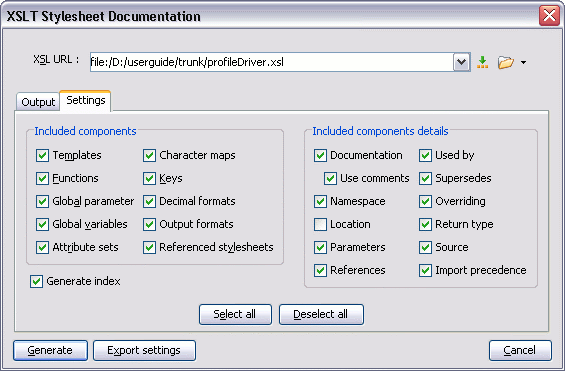 XSLT Stylesheet Documentation
XSL URL : file:/D:/userguide/trunk/profileDriver.xsl
Output Settings
Included components
Templates Character maps
Functions Keys
Global parameter Decimal formats
Global variables Output formats
Attribute sets Referenced stylesheets
Generate index
Included components details
Documentation Used by
Use comments Supersedes
Namespace Overriding
Location Return type
Parameters Source
References Import precedence
Select all Deselect all
Generate Export settings Cancel